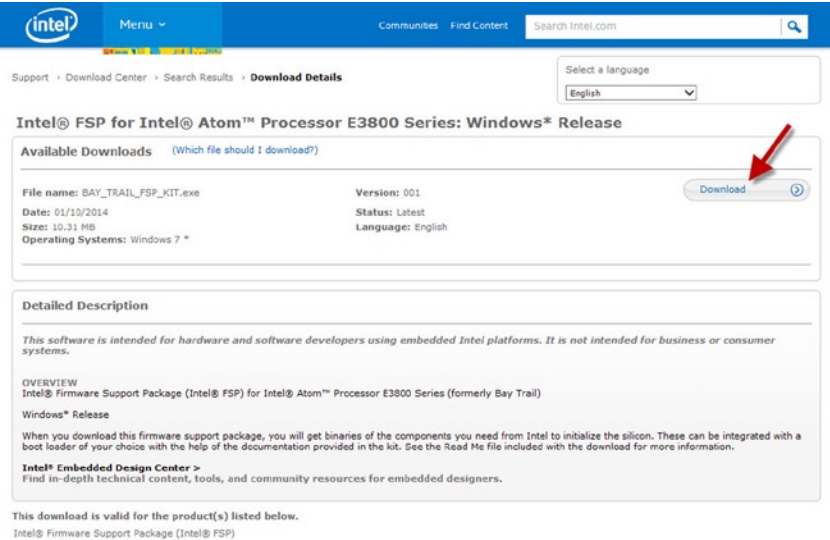 intel
Menu
Communities Find Content Search Intel.com
Support › Download Center › Search Results › Download Details
Select a language
English
Intel® FSP for Intel® Atom™ Processor E3800 Series: Windows* Release
Available Downloads (Which file should I download?)
File name: BAY_TRAIL_FSP_KIT.exe Version: 001 Download
Date: 01/10/2014 Status: Latest
Size: 10.31 MB Language: English
Operating Systems: Windows 7 *
Detailed Description
This software is intended for hardware and software developers using embedded Intel platforms. It is not intended for business or consumer
systems.
OVERVIEW
Intel® Firmware Support Package (Intel® FSP) for Intel® Atom™ Processor E3800 Series (formerly Bay Trail)
Windows* Release
When you download this firmware support package, you will get binaries of the components you need from Intel to initialize the silicon. These can be integrated with a
boot loader of your choice with the help of the documentation provided in the kit. See the Read Me file included with the download for more information.
Intel® Embedded Design Center >
Find in-depth technical content, tools, and community resources for embedded designers.
This download is valid for the product(s) listed below.
Intel® Firmware Support Package (Intel® FSP)